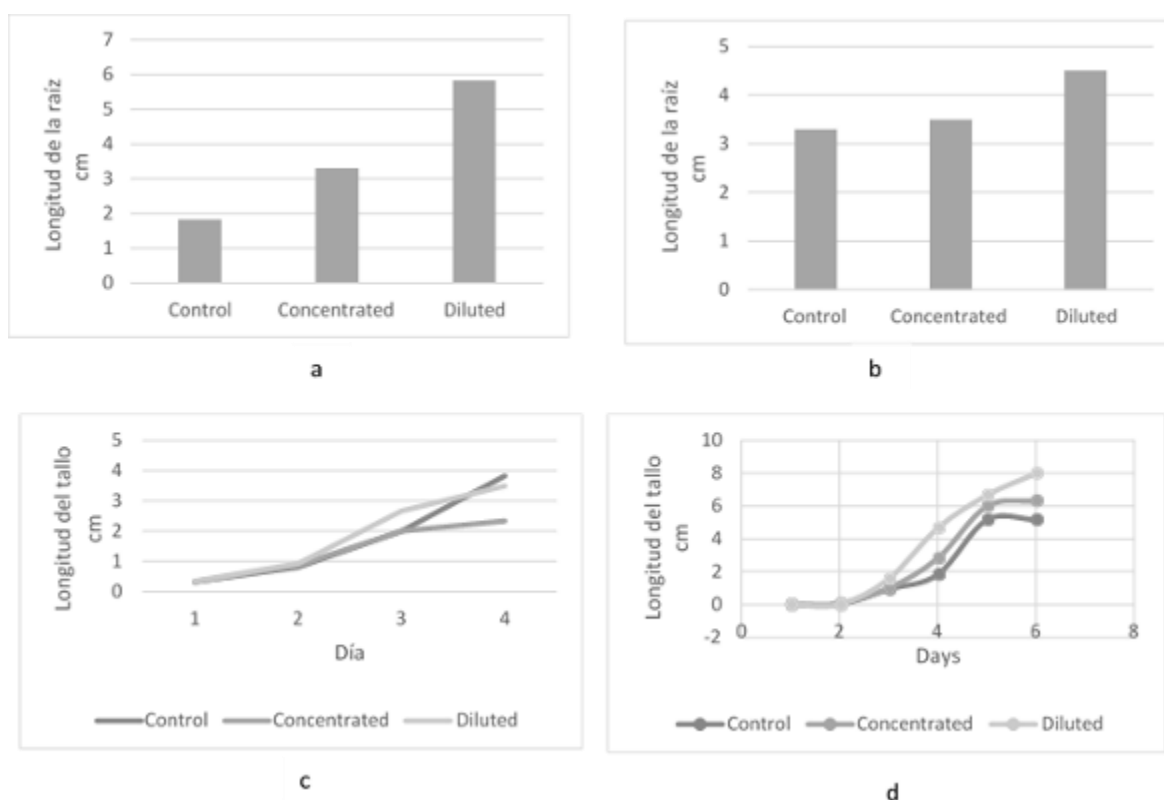 Longitud de la raíz
cm
7
6
5
4
3
2
1
0
Control
Concentrated
Diluted
a
Longitud de la raíz
cm
5
4
3
2
1
0
Control
Concentrated
Diluted
b
Longitud del tallo
cm
5
4
3
2
1
0
1
2
3
4
Día
Control
Concentrated
Diluted
c
Longitud del tallo
cm
10
8
6
4
2
0
-2
0
2
4
6
8
Days
Control
Concentrated
Diluted
d